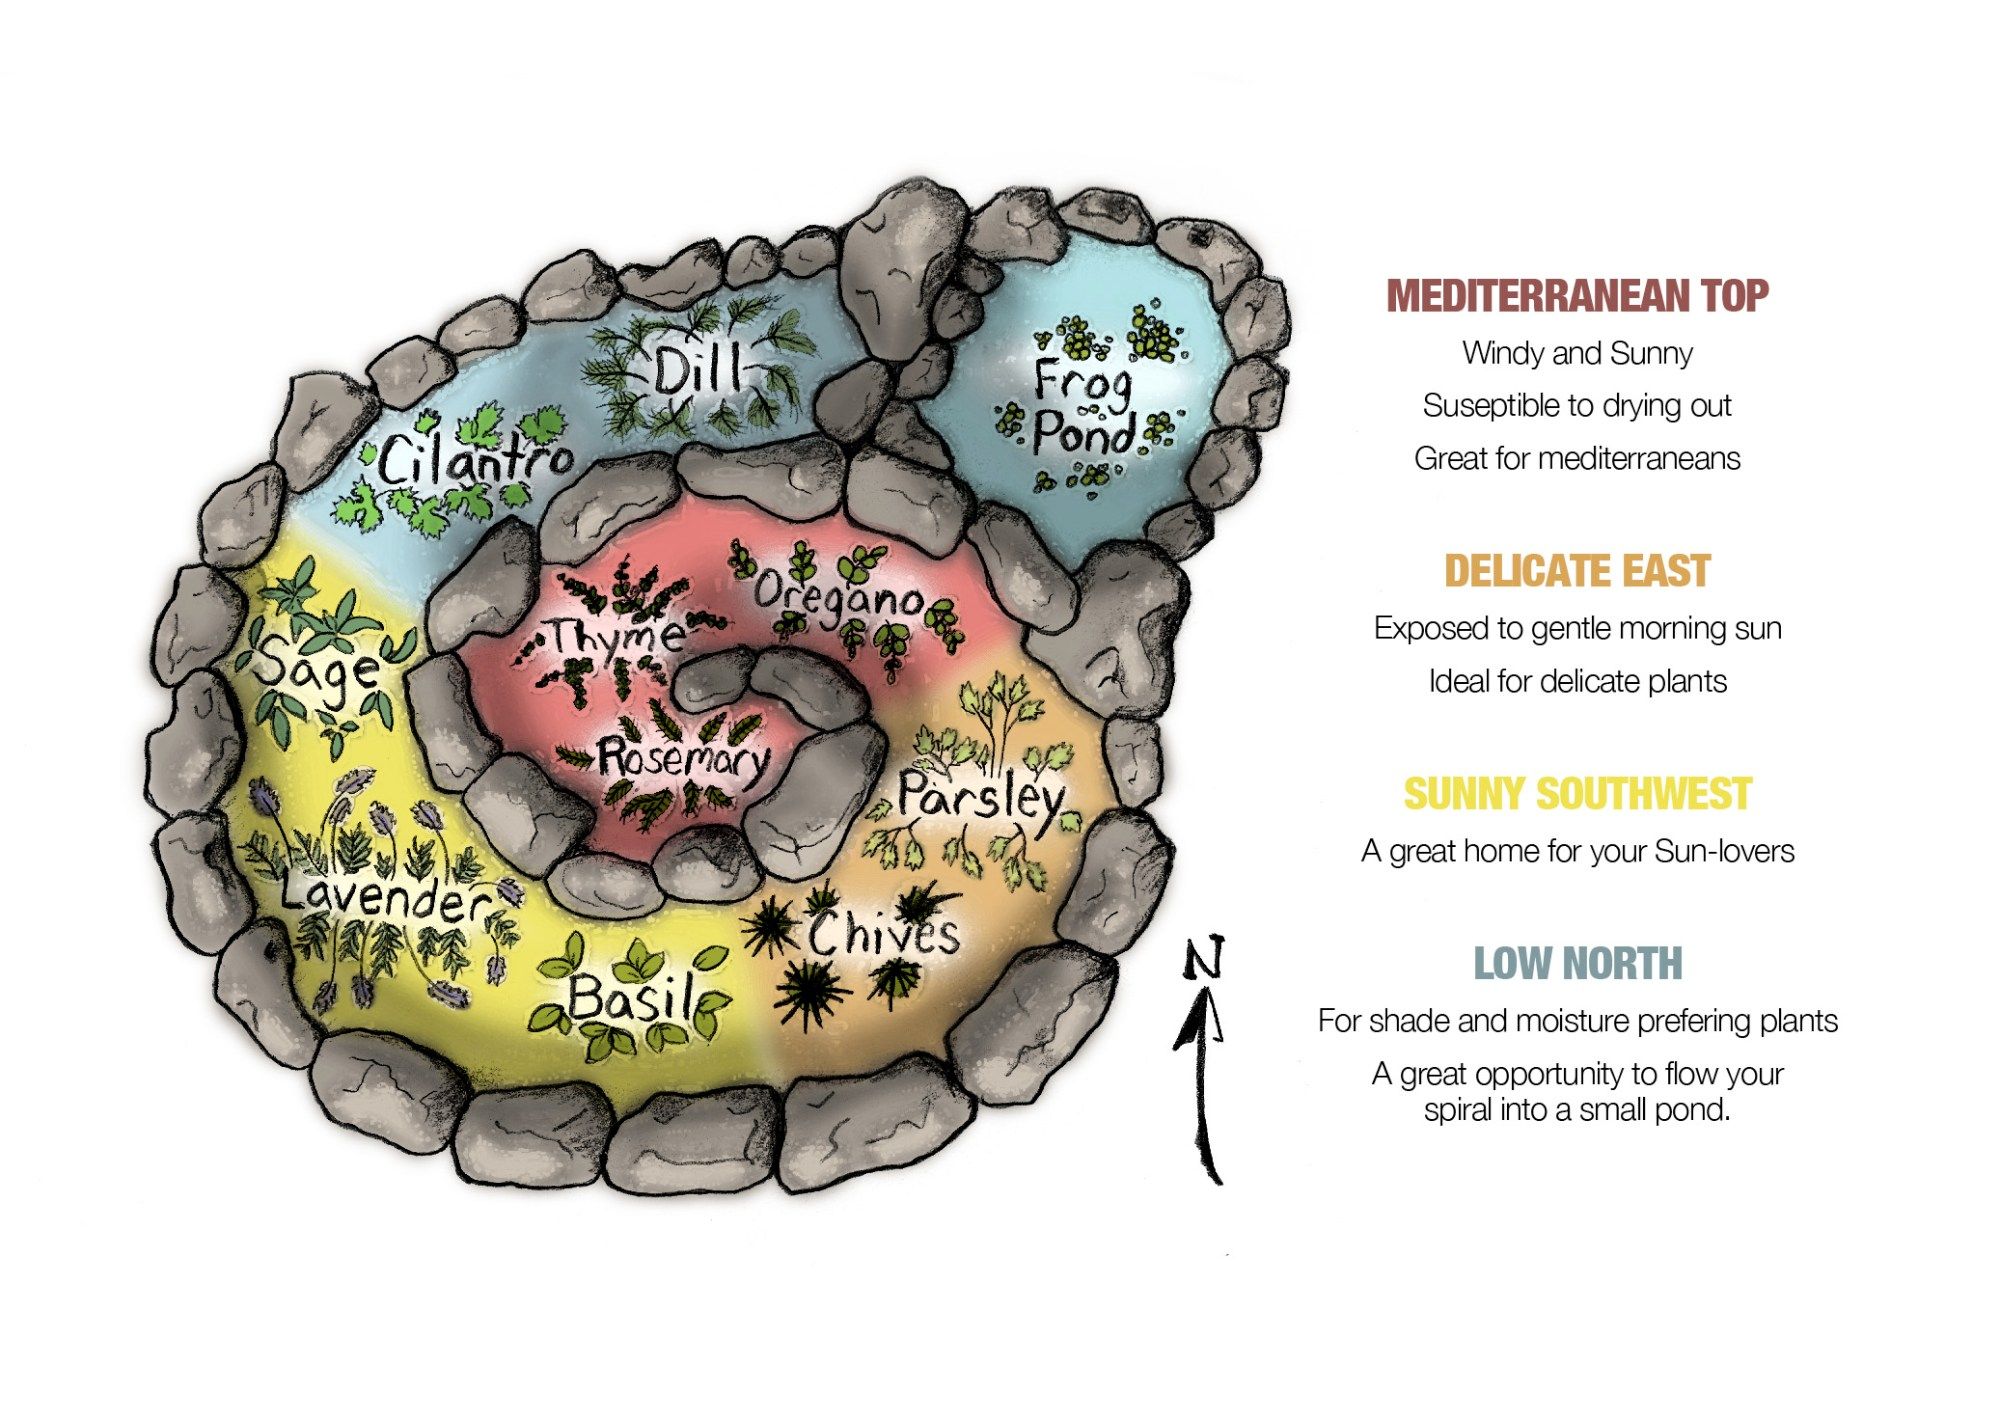 Dill
Frog
Pond
Cilantro
Oregano
Thyme
Sage
Rosemary
Parsley
Lavender
Chives
Basil
N
MEDITERRANEAN TOP
Windy and Sunny
Suseptible to drying out
Great for mediterraneans
DELICATE EAST
Exposed to gentle morning sun
Ideal for delicate plants
SUNNY SOUTHWEST
A great home for your Sun-lovers
LOW NORTH
For shade and moisture prefering plants
A great opportunity to flow your
spiral into a small pond.